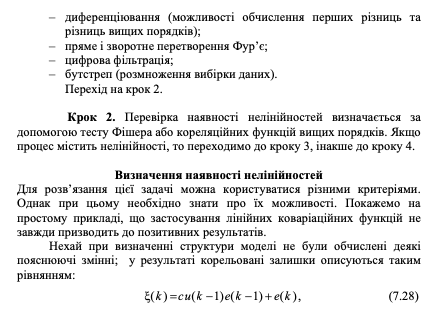 – диференціювання (можливості обчислення перших різниць та
різниць вищих порядків);
– пряме і зворотне перетворення Фур’є;
– цифрова фільтрація;
– бутстреп (розмноження вибірки даних).
Перехід на крок 2.
Крок 2. Перевірка наявності нелінійностей визначається за
допомогою тесту Фішера або кореляційних функцій вищих порядків. Якщо
процес містить нелінійності, то переходимо до кроку 3, інакше до кроку 4.
Визначення наявності нелінійностей
Для розв’язання цієї задачі можна користуватися різними критеріями.
Однак при цьому необхідно знати про їх можливості. Покажемо на
простому прикладі, що застосування лінійних коваріаційних функцій не
завжди призводить до позитивних результатів.
Нехай при визначенні структури моделі не були обчислені деякі
пояснюючі змінні; у результаті корельовані залишки описуються таким
рівнянням:
ξ(k)=cu(k−1)e(k−1)+e(k), (7.28)